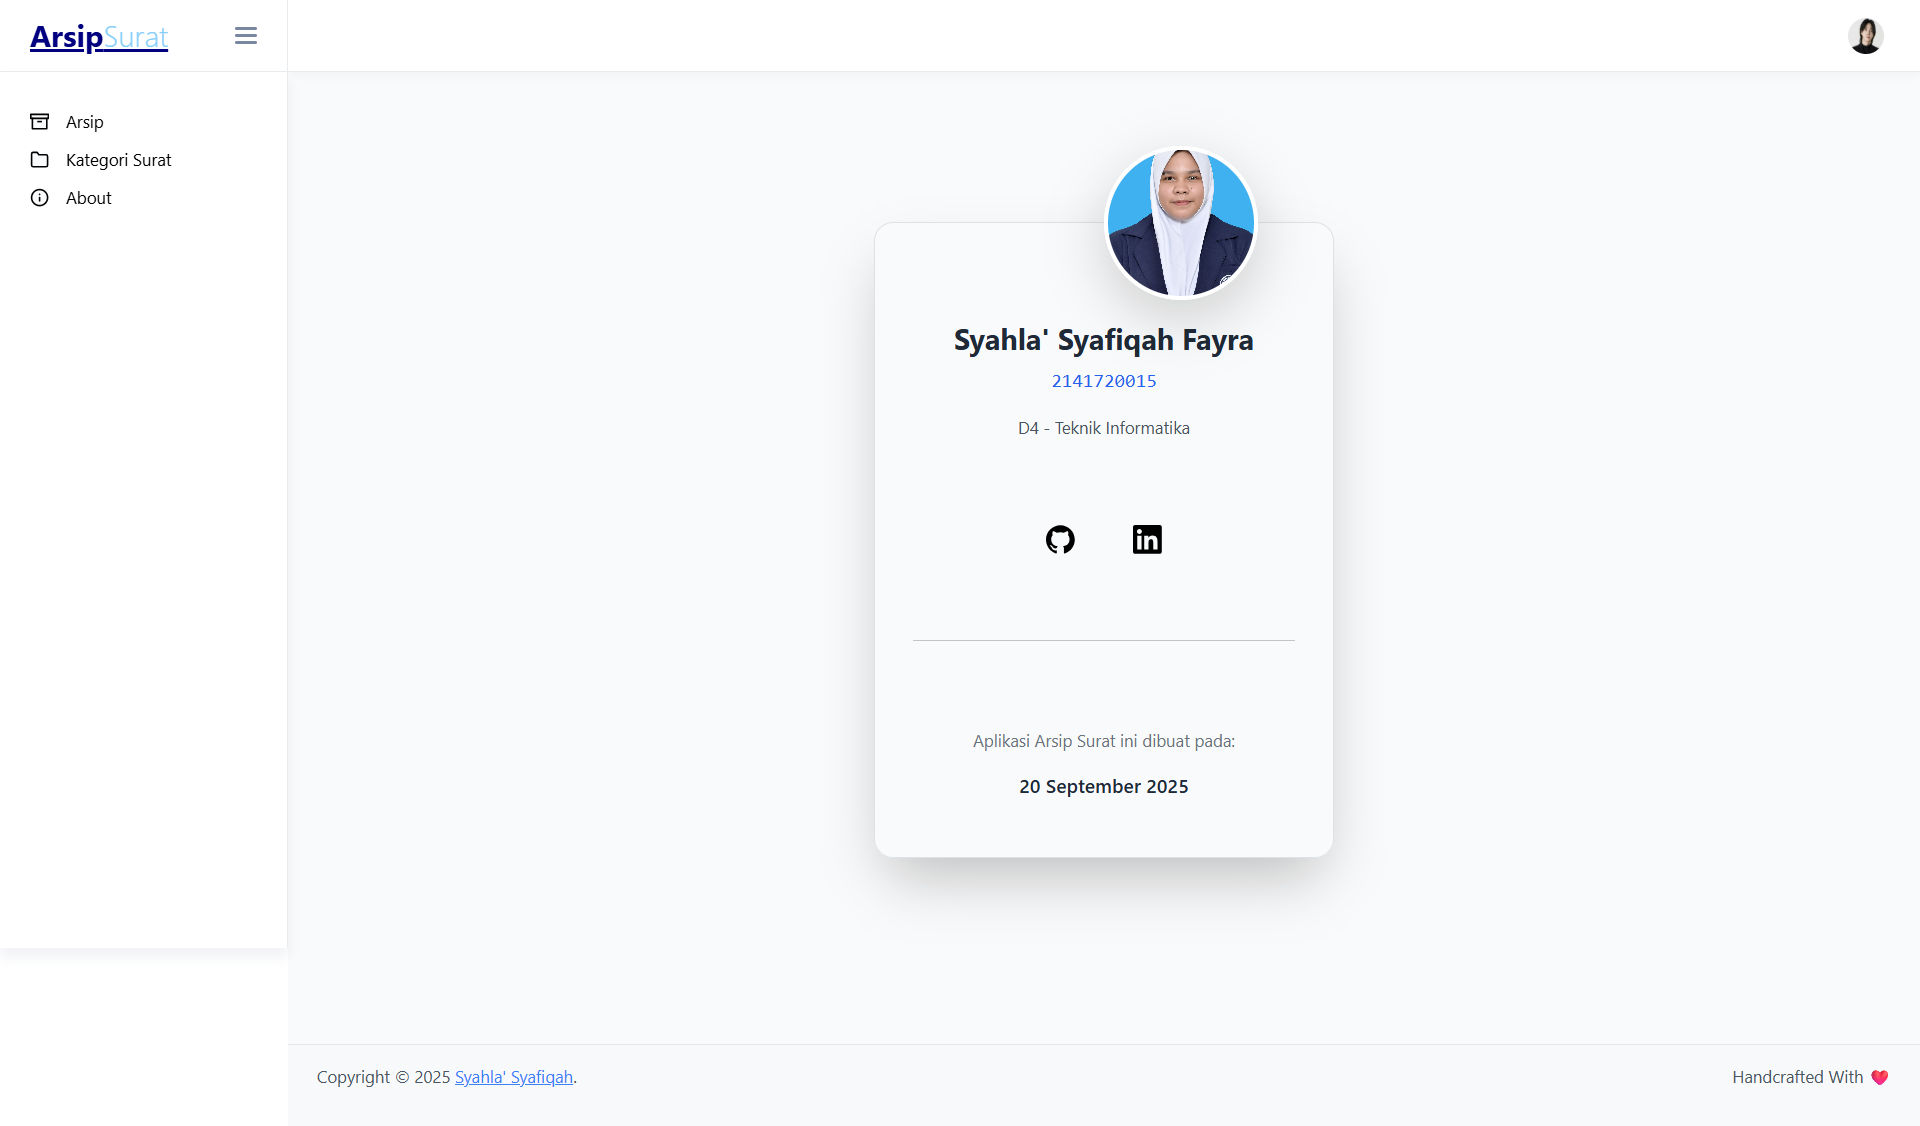 ArsipSurat
Arsip
Kategori Surat
About
Syahla' Syafiqah Fayra
2141720015
D4 - Teknik Informatika
in
Aplikasi Arsip Surat ini dibuat pada:
20 September 2025
Copyright © 2025 Syahla' Syafiqah.
Handcrafted With